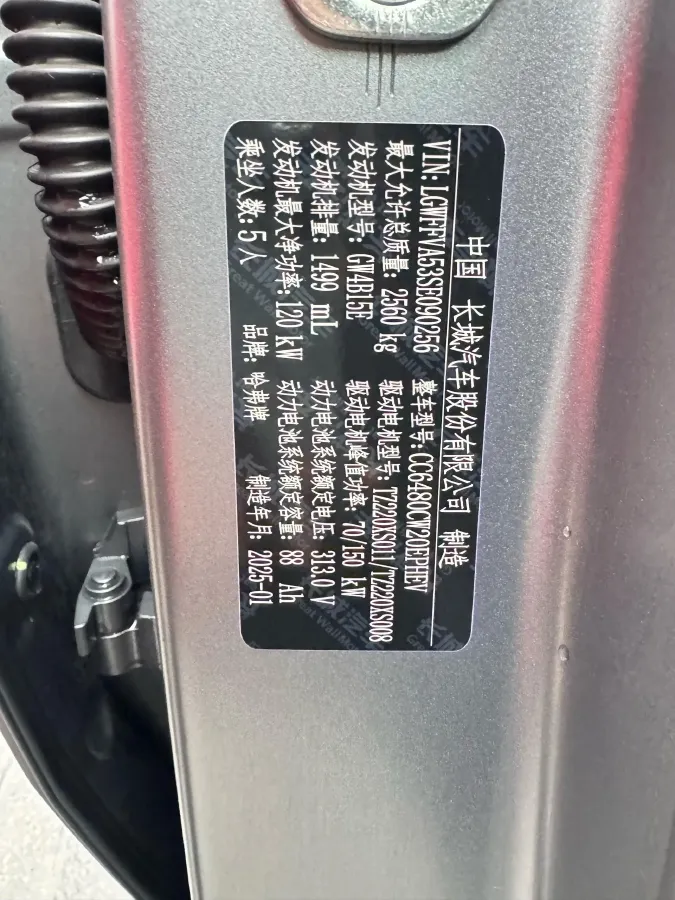 中国 长城汽车股份有限公司 制造
VIN: LGWFFVA53SE090256 整车型号: CC6480CW20EPHEV
最大允许总质量: 2560 kg 驱动电机型号: TZ220XS011/TZ220XS008
发动机型号: GW4B15E 驱动电机峰值功率: 70/150 kW
发动机排量: 1499 mL 动力电池系统额定电压: 313.0 V
发动机最大净功率: 120 kW 动力电池系统额定容量: 88 Ah
乘坐人数: 5人 品牌: 哈弗牌 制造年月: 2025-01